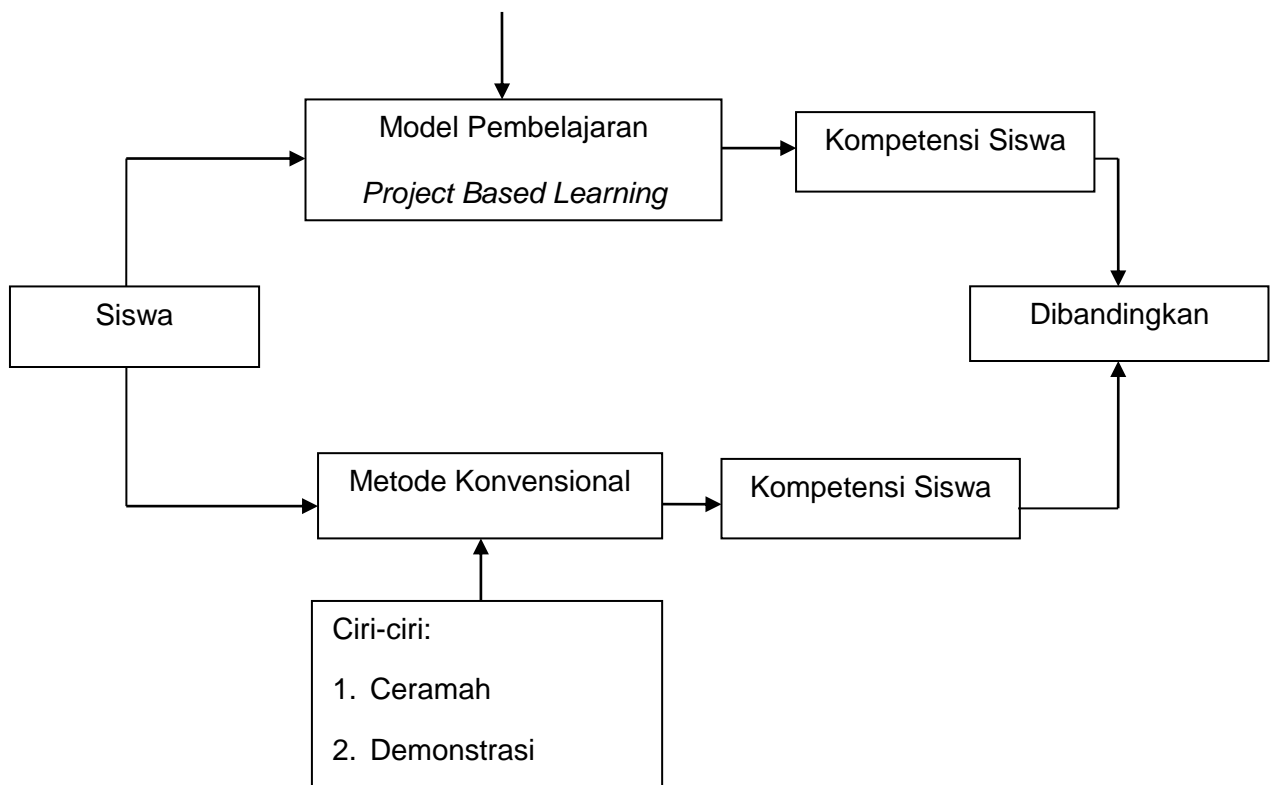 Model Pembelajaran
Project Based Learning
Kompetensi Siswa
Siswa
Dibandingkan
Metode Konvensional
Kompetensi Siswa
Ciri-ciri:
1. Ceramah
2. Demonstrasi